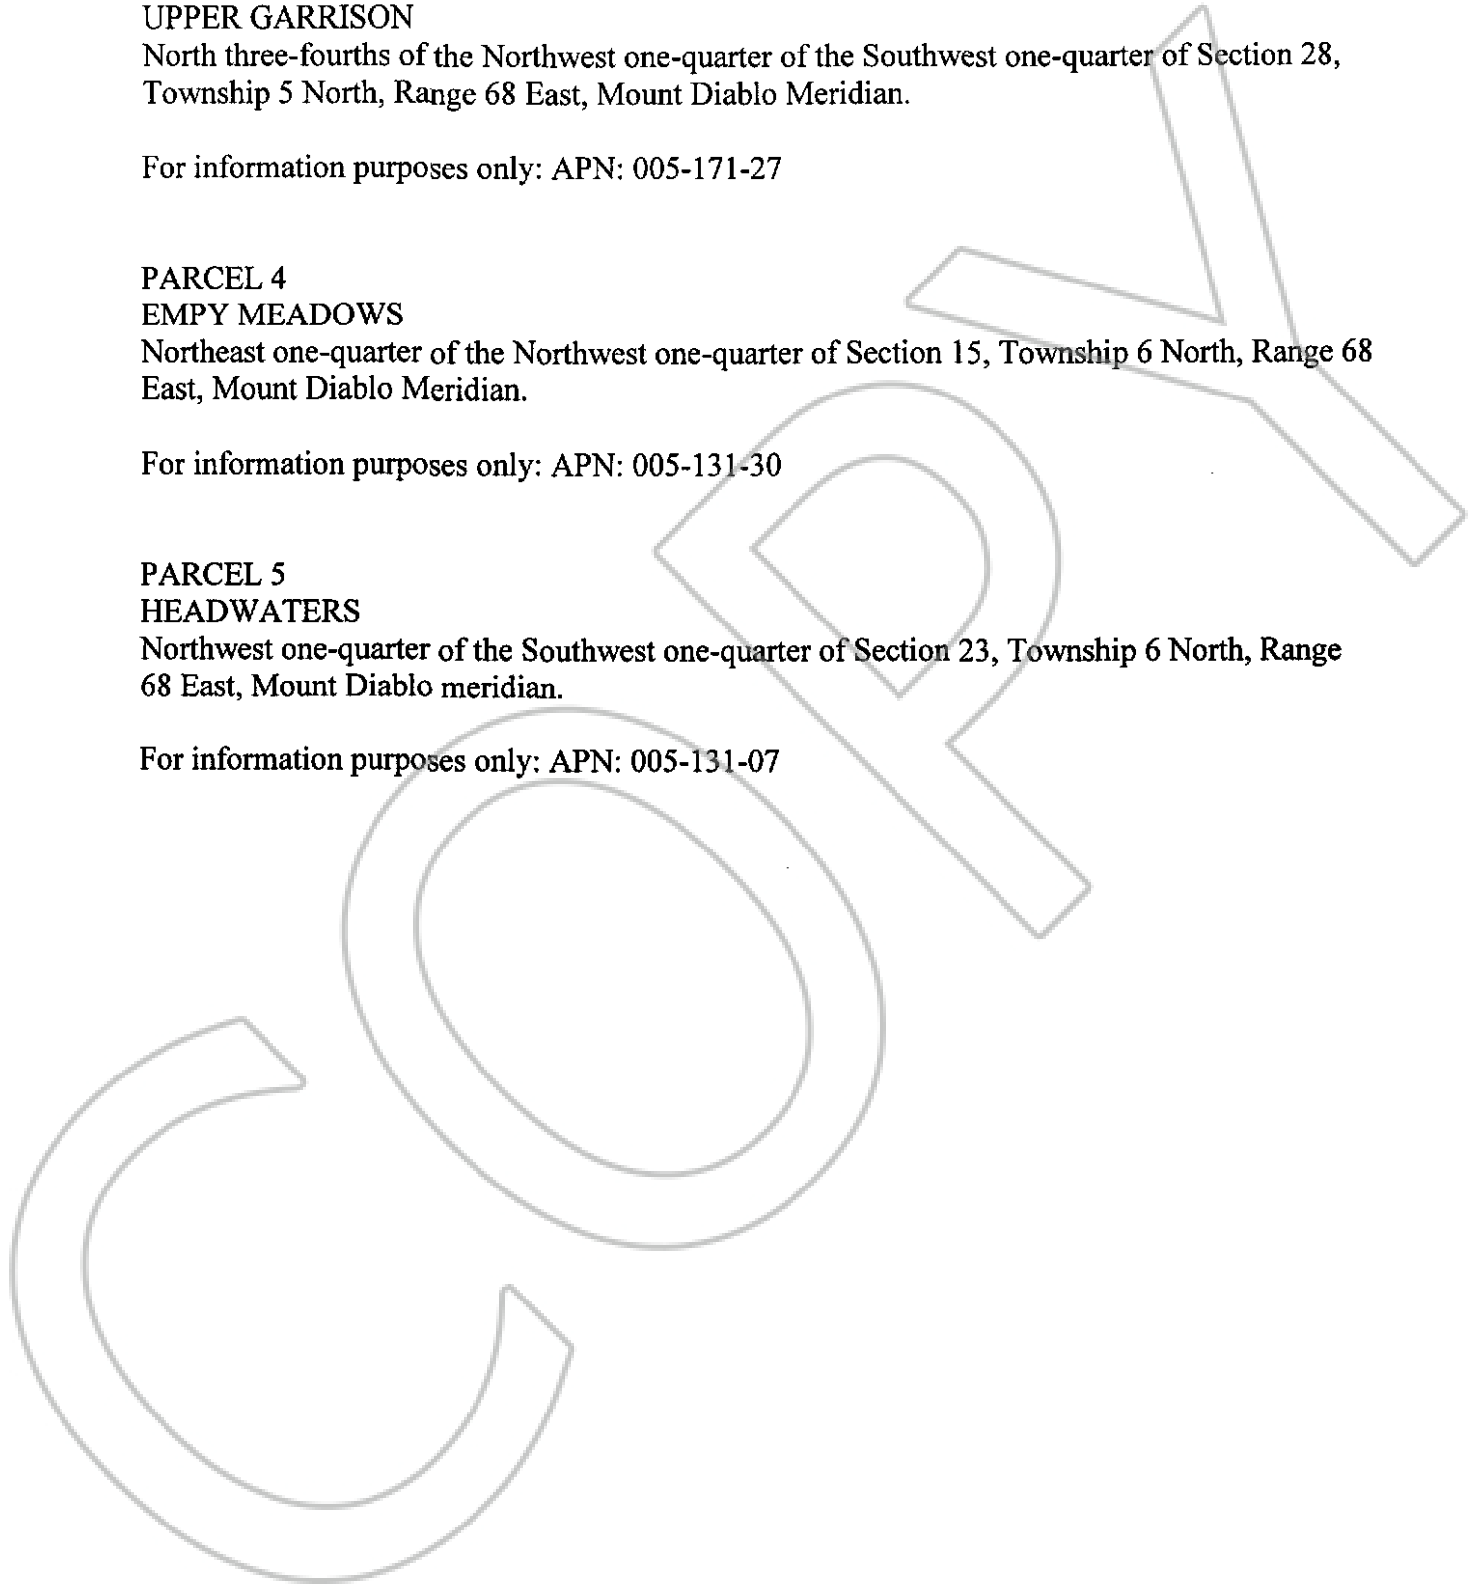 UPPER GARRISON
North three-fourths of the Northwest one-quarter of the Southwest one-quarter of Section 28,
Township 5 North, Range 68 East, Mount Diablo Meridian.
For information purposes only: APN: 005-171-27
PARCEL 4
EMPY MEADOWS
Northeast one-quarter of the Northwest one-quarter of Section 15, Township 6 North, Range 68
East, Mount Diablo Meridian.
For information purposes only: APN: 005-131-30
PARCEL 5
HEADWATERS
Northwest one-quarter of the Southwest one-quarter of Section 23, Township 6 North, Range
68 East, Mount Diablo meridian.
For information purposes only: APN: 005-131-07
COPY